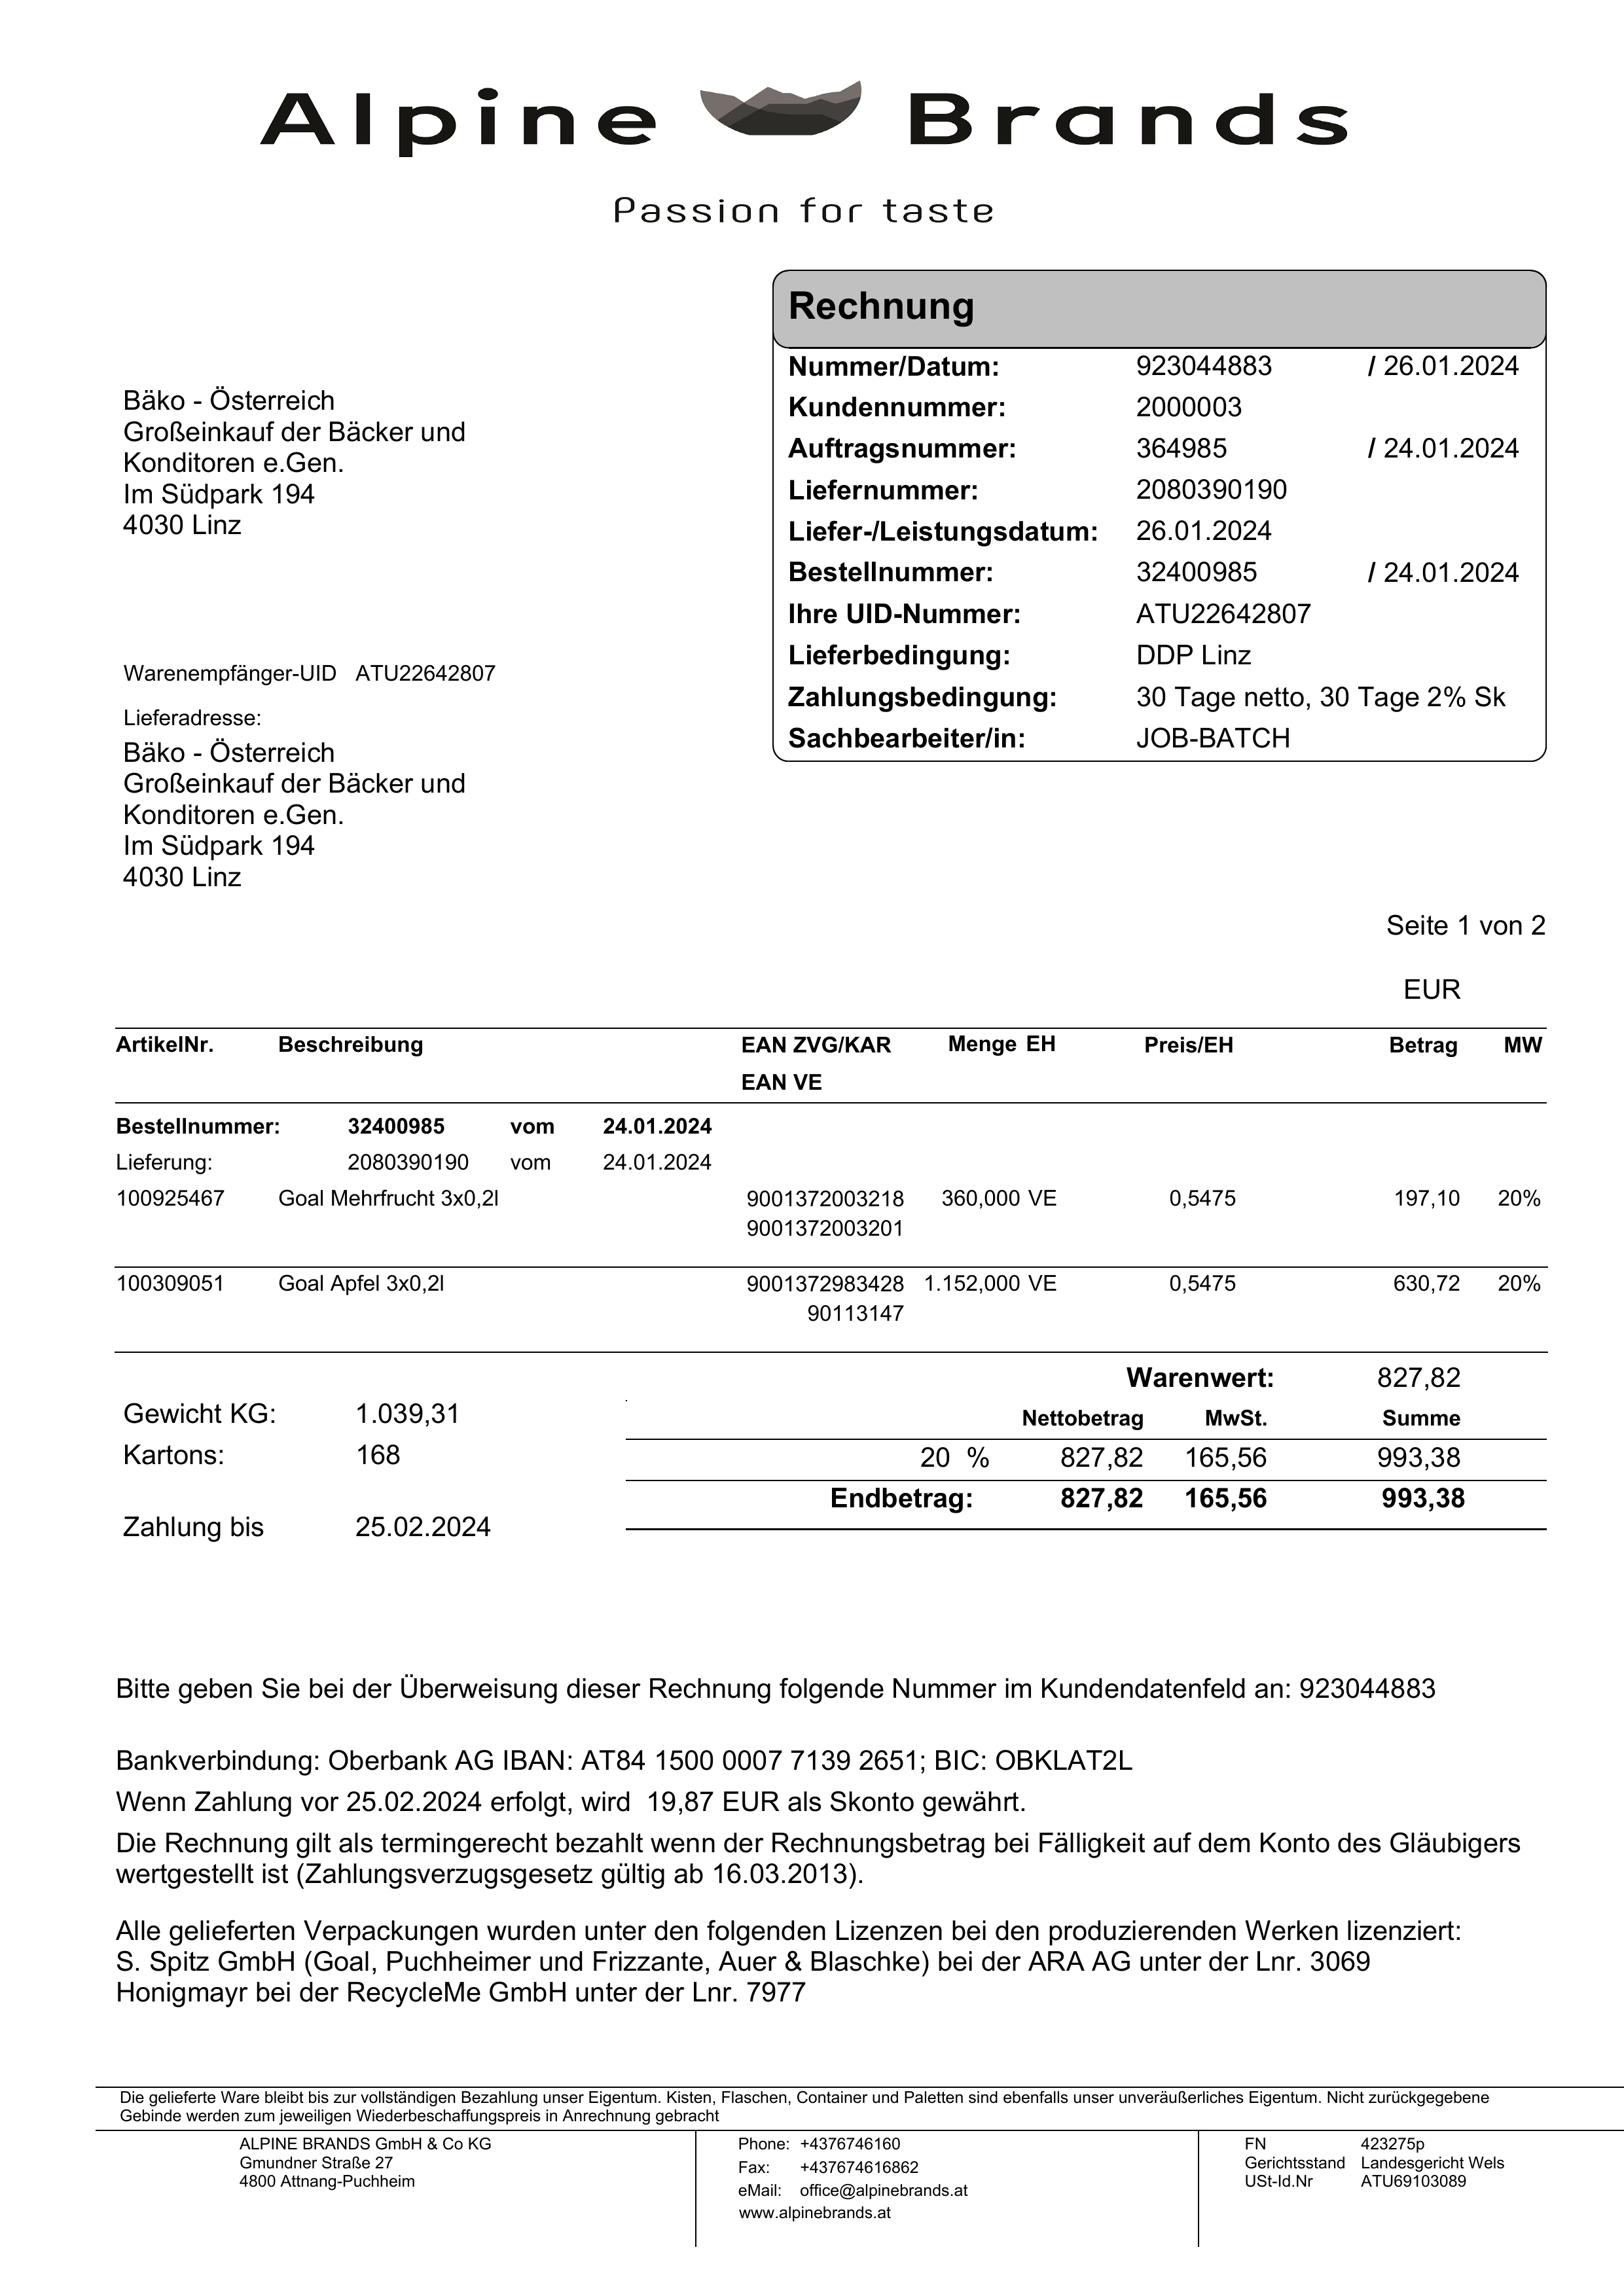 Alpine Brands
Passion for taste
Rechnung
Nummer/Datum: 923044883 / 26.01.2024
Kundennummer: 2000003
Auftragsnummer: 364985 / 24.01.2024
Liefernummer: 2080390190
Liefer-/Leistungsdatum: 26.01.2024
Bestellnummer: 32400985 / 24.01.2024
Ihre UID-Nummer: ATU22642807
Lieferbedingung: DDP Linz
Zahlungsbedingung: 30 Tage netto, 30 Tage 2% Sk
Sachbearbeiter/in: JOB-BATCH
Bäko - Österreich
Großeinkauf der Bäcker und
Konditoren e.Gen.
Im Südpark 194
4030 Linz
Warenempfänger-UID ATU22642807
Lieferadresse:
Bäko - Österreich
Großeinkauf der Bäcker und
Konditoren e.Gen.
Im Südpark 194
4030 Linz
Seite 1 von 2
EUR
ArtikelNr. Beschreibung EAN ZVG/KAR Menge EH Preis/EH Betrag MW
EAN VE
Bestellnummer: 32400985 vom 24.01.2024
Lieferung: 2080390190 vom 24.01.2024
100925467 Goal Mehrfrucht 3x0,2l 9001372003218 360,000 VE 0,5475 197,10 20%
9001372003201
100309051 Goal Apfel 3x0,2l 9001372983428 1.152,000 VE 0,5475 630,72 20%
90113147
Warenwert: 827,82
Gewicht KG: 1.039,31
Nettobetrag MwSt. Summe
Kartons: 168
20 % 827,82 165,56 993,38
Endbetrag: 827,82 165,56 993,38
Zahlung bis 25.02.2024
Bitte geben Sie bei der Überweisung dieser Rechnung folgende Nummer im Kundendatenfeld an: 923044883
Bankverbindung: Oberbank AG IBAN: AT84 1500 0007 7139 2651; BIC: OBKLAT2L
Wenn Zahlung vor 25.02.2024 erfolgt, wird 19,87 EUR als Skonto gewährt.
Die Rechnung gilt als termingerecht bezahlt wenn der Rechnungsbetrag bei Fälligkeit auf dem Konto des Gläubigers
wertgestellt ist (Zahlungsverzugsgesetz gültig ab 16.03.2013).
Alle gelieferten Verpackungen wurden unter den folgenden Lizenzen bei den produzierenden Werken lizenziert:
S. Spitz GmbH (Goal, Puchheimer und Frizzante, Auer & Blaschke) bei der ARA AG unter der Lnr. 3069
Honigmayr bei der RecycleMe GmbH unter der Lnr. 7977
Die gelieferte Ware bleibt bis zur vollständigen Bezahlung unser Eigentum. Kisten, Flaschen, Container und Paletten sind ebenfalls unser unveräußerliches Eigentum. Nicht zurückgegebene
Gebinde werden zum jeweiligen Wiederbeschaffungspreis in Anrechnung gebracht
ALPINE BRANDS GmbH & Co KG
Gmundner Straße 27
4800 Attnang-Puchheim
Phone: +4376746160
Fax: +437674616862
eMail: office@alpinebrands.at
www.alpinebrands.at
FN 423275p
Gerichtsstand Landesgericht Wels
USt-Id.Nr ATU69103089